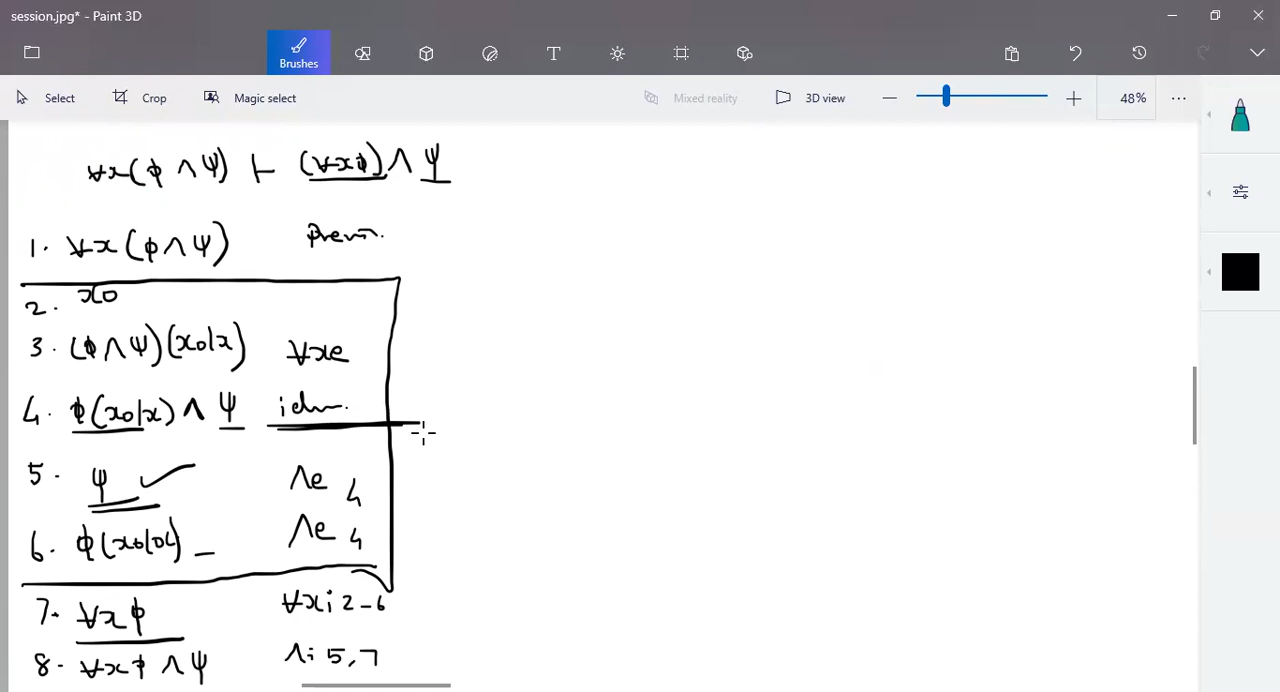 session.jpg* - Paint 3D
Brushes
Select Crop Magic select Mixed reality 3D view 48%
∀x(φ ∧ ψ) ⊢ (∀xφ) ∧ ψ
1. ∀x(φ ∧ ψ) prem.
2. x0
3. (φ ∧ ψ)(x0/x) ∀xe
4. φ(x0/x) ∧ ψ iden.
5. ψ ✓ ∧e 4
6. φ(x0/x) ∧e 4
7. ∀xφ ∀xi 2-6
8. ∀xφ ∧ ψ ∧i 5,7